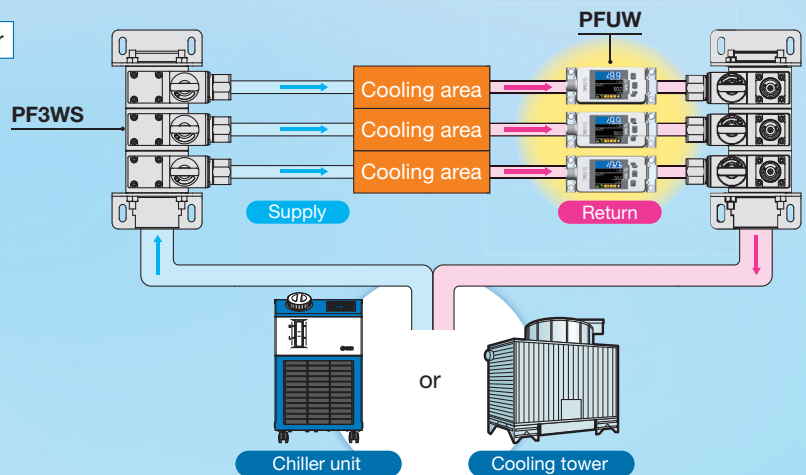 r
PFUW
PF3WS
Cooling area
Cooling area
Cooling area
Supply
Return
or
Chiller unit
Cooling tower